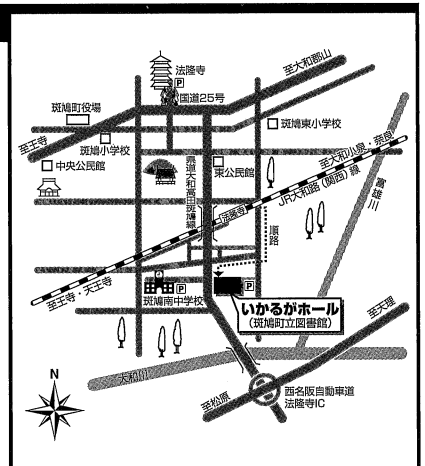 法隆寺
P
国道25号
至大和郡山
斑鳩町役場
斑鳩東小学校
至王寺
斑鳩小学校
中央公民館
東公民館
県道大和高田斑鳩線
至大和小泉・奈良
JR大和路(関西)線
富雄川
法隆寺
順路
至王寺・天王寺
P
P
斑鳩南中学校
いかるがホール
(斑鳩町立図書館)
至天理
大和川
N
至松原
西名阪自動車道
法隆寺IC